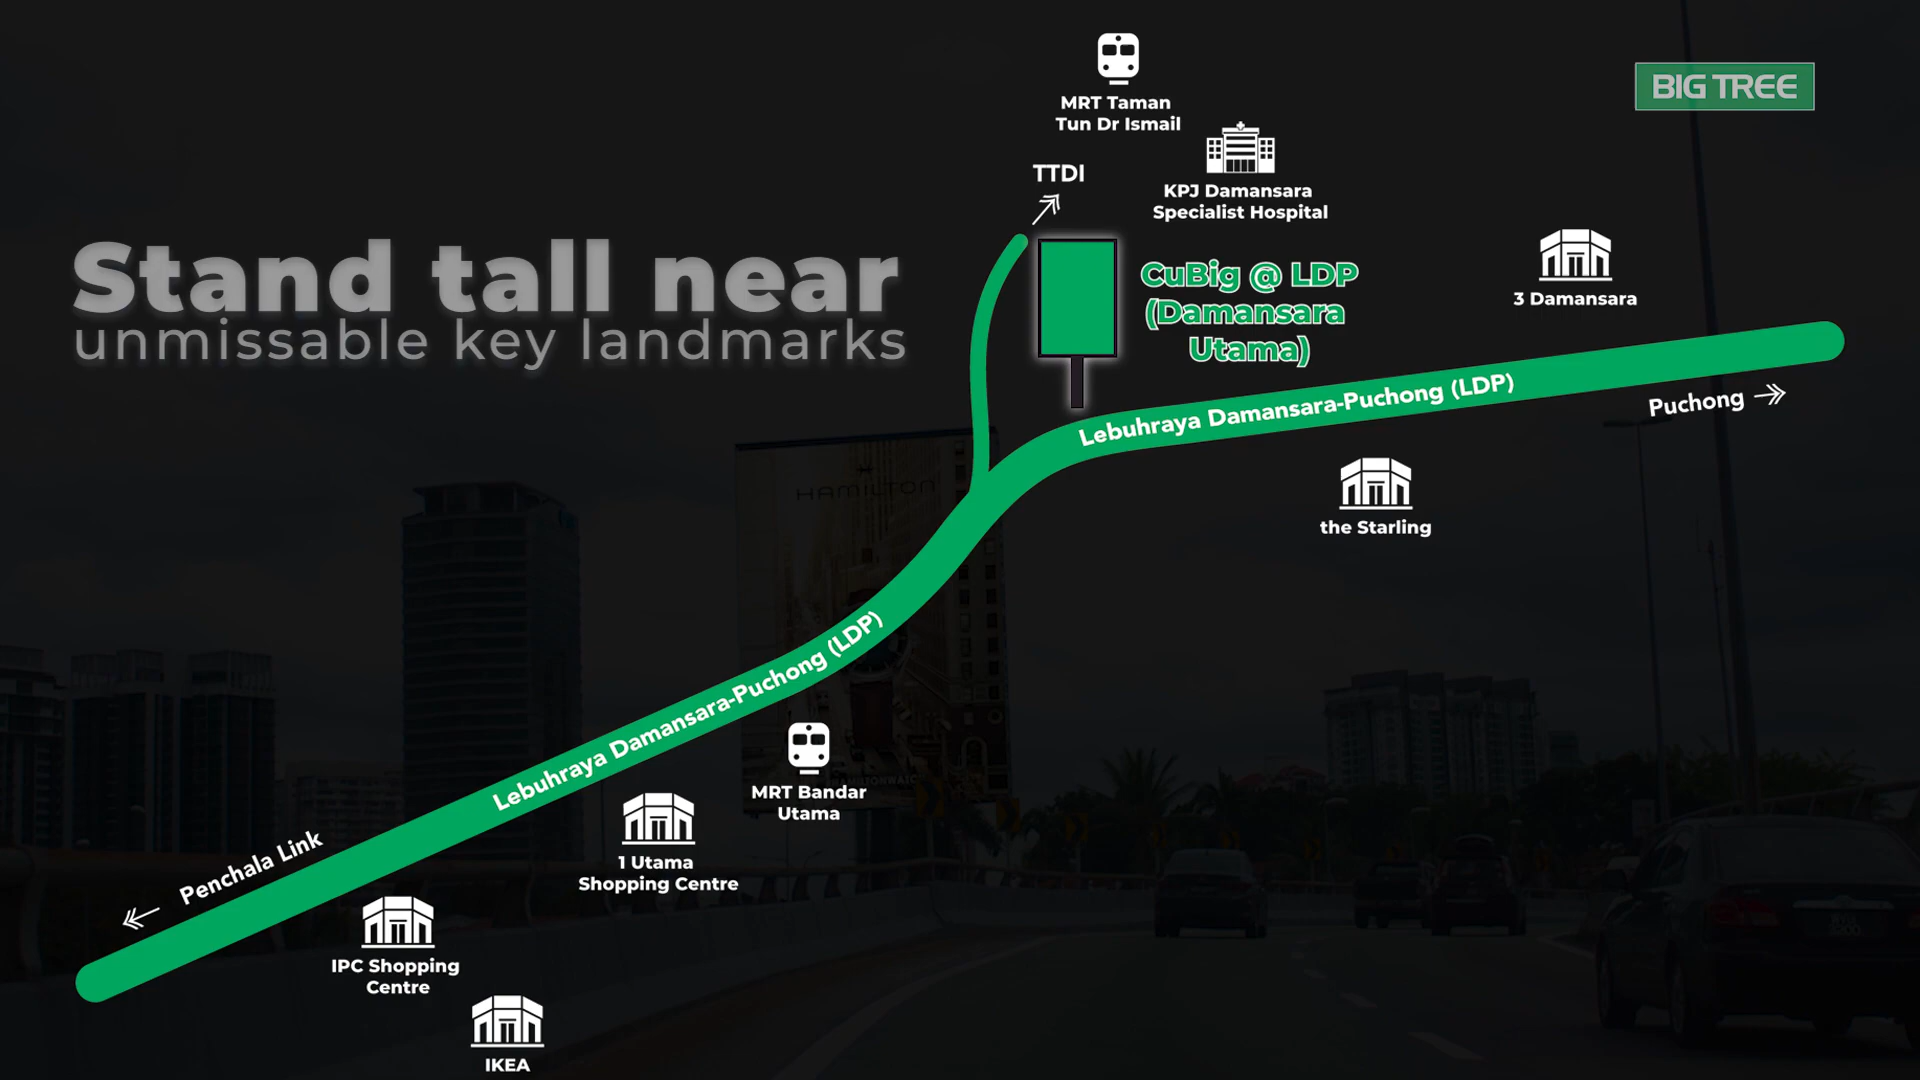 MRT Taman
Tun Dr Ismail
BIG TREE
KPJ Damansara
Specialist Hospital
TTDI
Stand tall near
unmissable key landmarks
CuBig @ LDP
(Damansara
Utama)
3 Damansara
Lebuhraya Damansara-Puchong (LDP)
Puchong
HAMILTON
the Starling
Lebuhraya Damansara-Puchong (LDP)
MRT Bandar
Utama
1 Utama
Shopping Centre
Penchala Link
IPC Shopping
Centre
IKEA